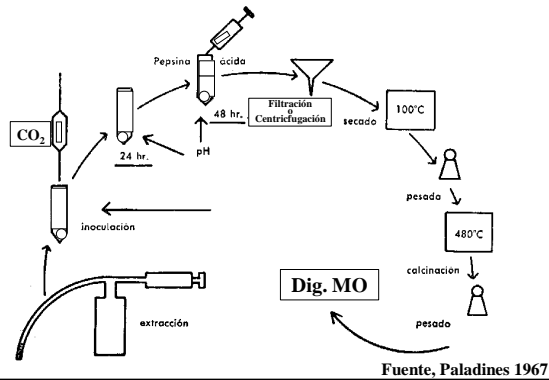 Pepsina ácida
CO₂
24 hr.
pH
48 hr.
Filtración
o
Centricfugación
secado
100°C
pesada
480°C
calcinación
pesado
inoculación
extracción
Dig. MO
Fuente, Paladines 1967